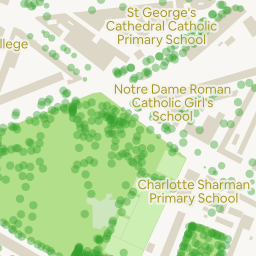 St George's
Cathedral Catholic
Primary School
llege
Notre Dame Roman
Catholic Girl's
School
Charlotte Sharman
Primary School